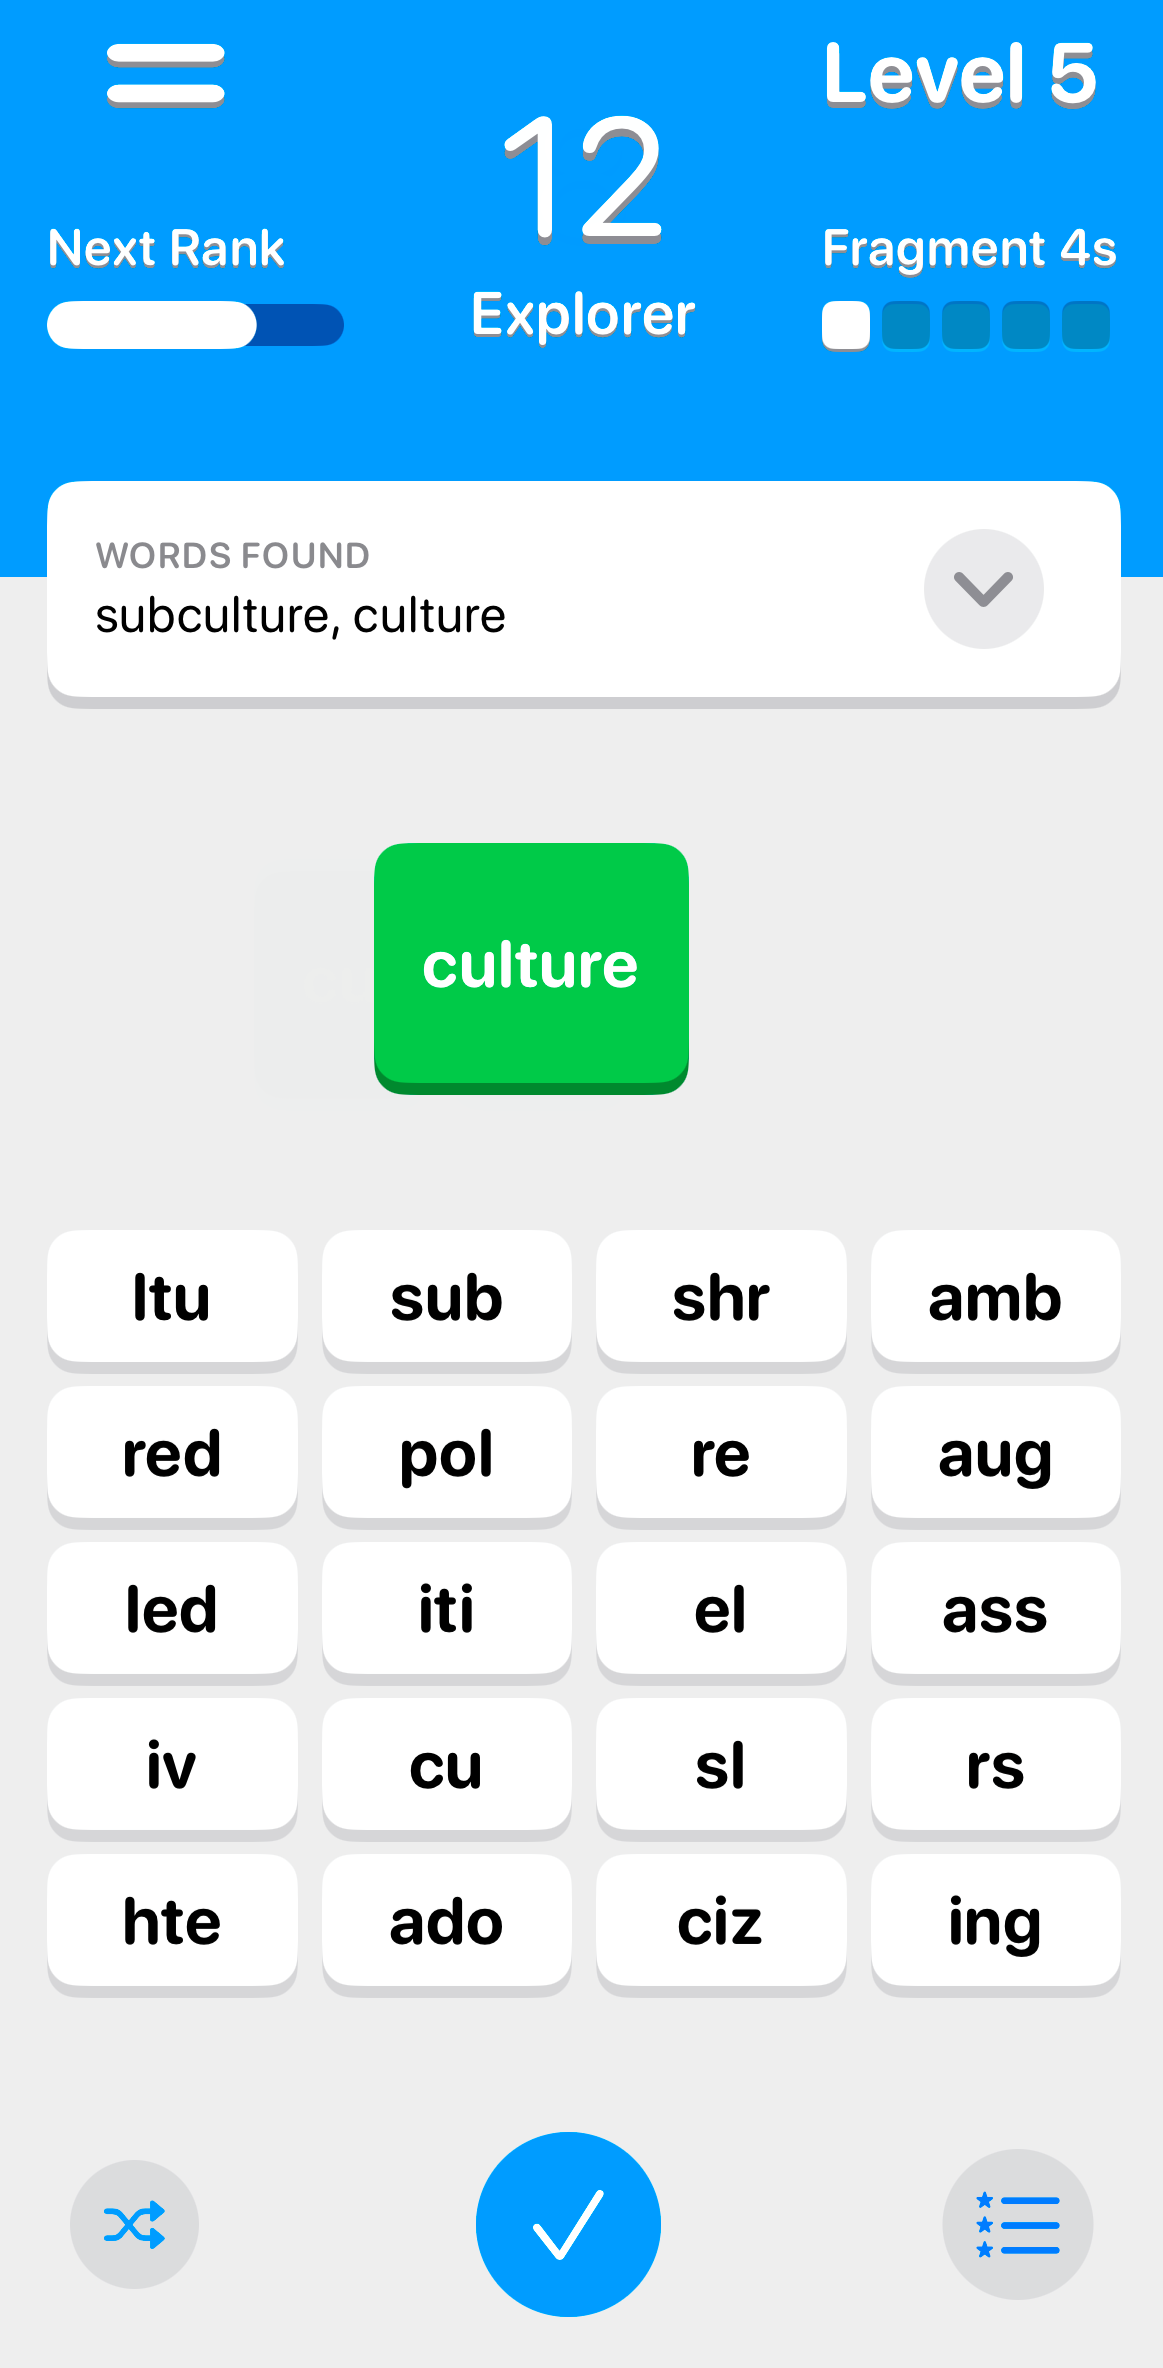 Level 5
12
Next Rank
Explorer
Fragment 4s
WORDS FOUND
subculture, culture
culture
ltu sub shr amb
red pol re aug
led iti el ass
iv cu sl rs
hte ado ciz ing